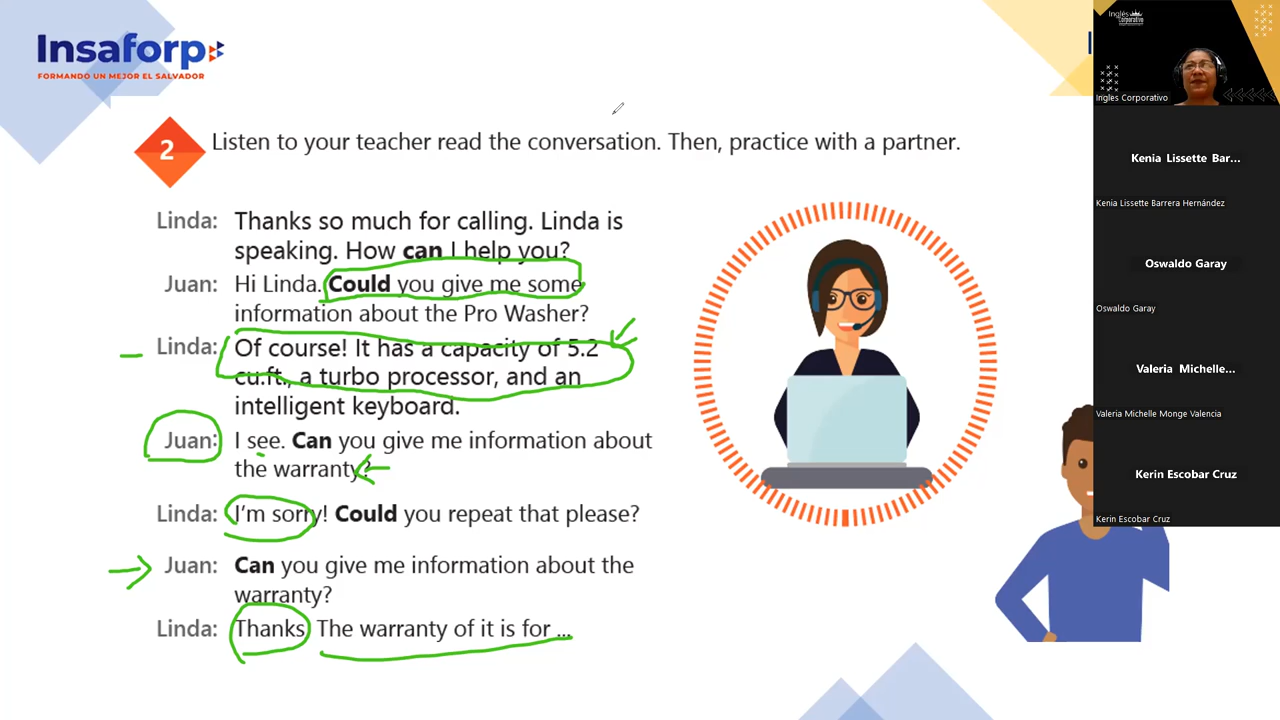 Insaforp
FORMANDO UN MEJOR EL SALVADOR
2
Listen to your teacher read the conversation. Then, practice with a partner.
Linda: Thanks so much for calling. Linda is
speaking. How can I help you?
Juan: Hi Linda. Could you give me some
information about the Pro Washer?
Linda: Of course! It has a capacity of 5.2
cu.ft., a turbo processor, and an
intelligent keyboard.
Juan: I see. Can you give me information about
the warranty?
Linda: I'm sorry! Could you repeat that please?
Juan: Can you give me information about the
warranty?
Linda: Thanks. The warranty of it is for ...
Inglés
Corporativo
Ingles Corporativo
Kenia Lissette Bar...
Kenia Lissette Barrera Hernández
Oswaldo Garay
Oswaldo Garay
Valeria Michelle...
Valeria Michelle Monge Valencia
Kerin Escobar Cruz
Kerin Escobar Cruz